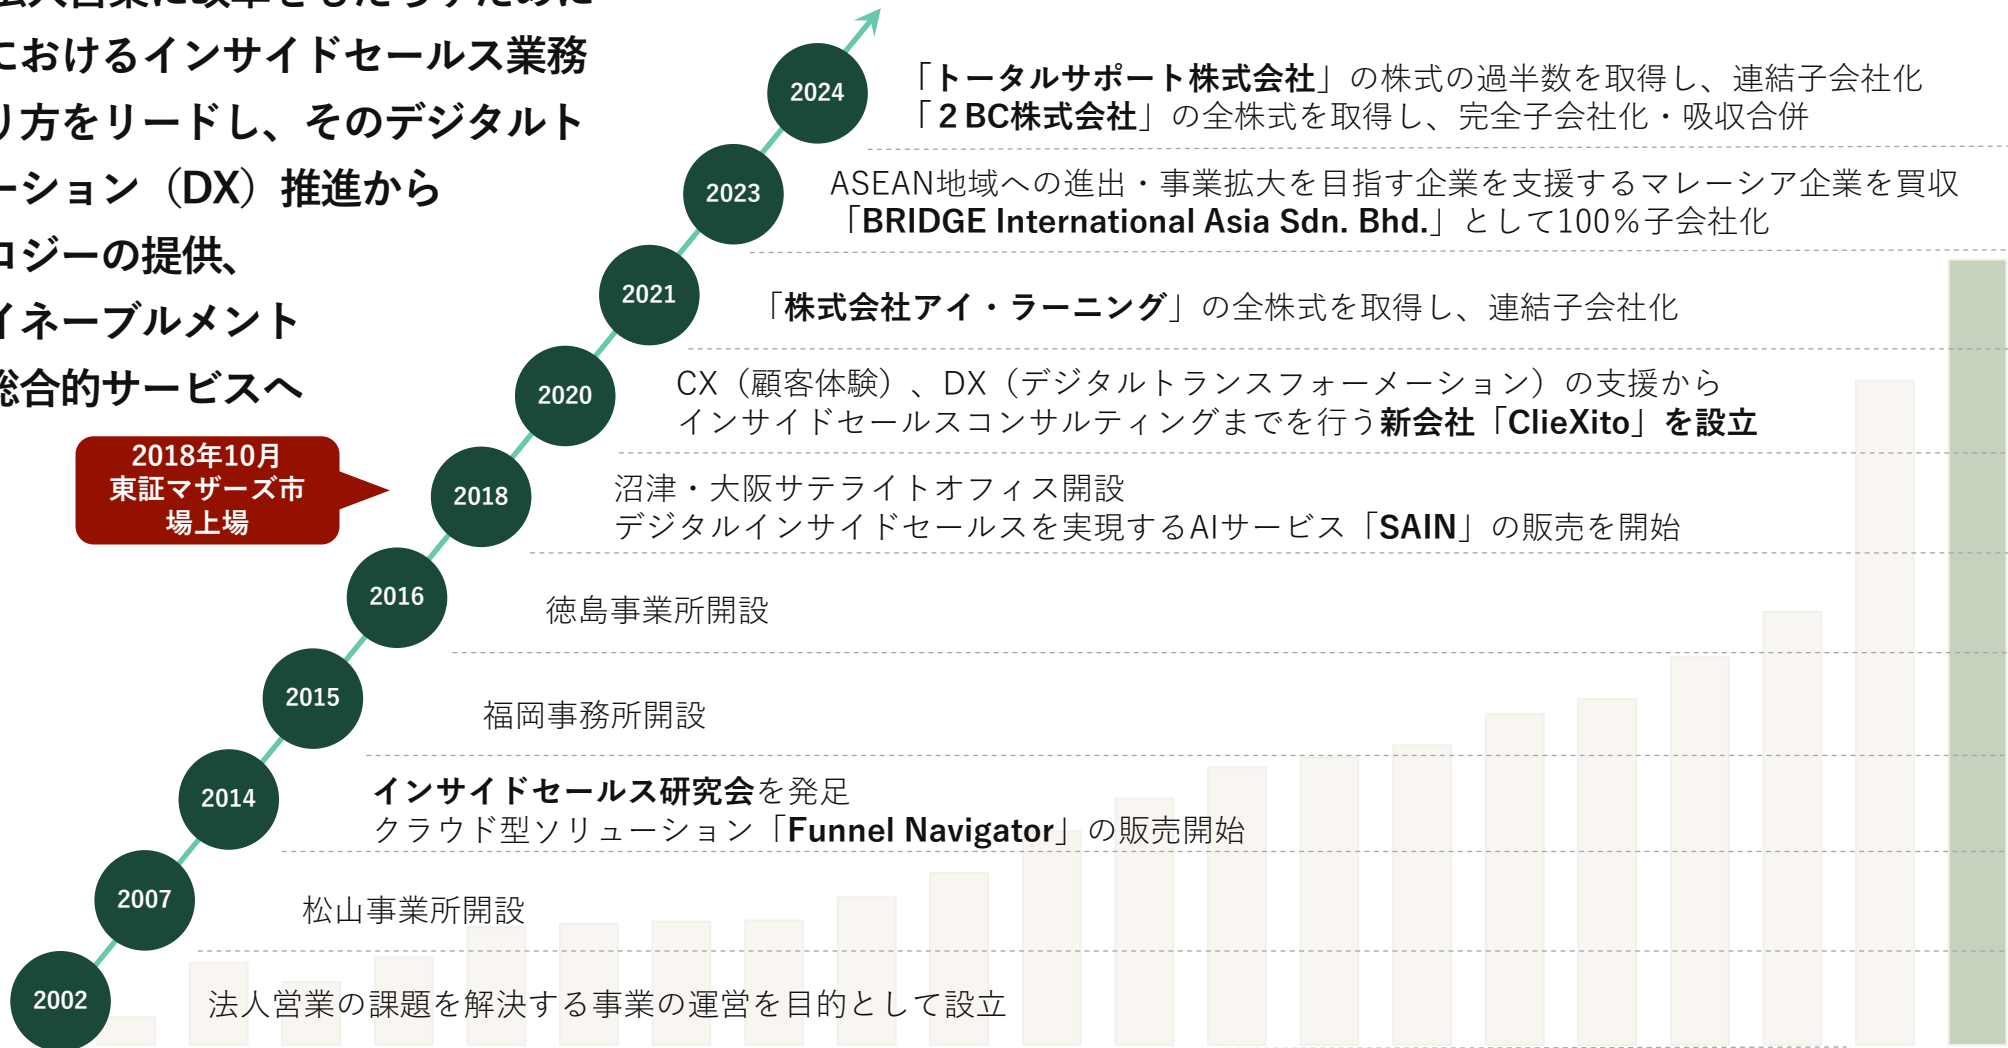 法人営業に改革をもたらすために
におけるインサイドセールス業務
り方をリードし、そのデジタルト
ーション（DX）推進から
ロジーの提供、
イネーブルメント
総合的サービスへ
2024
「トータルサポート株式会社」の株式の過半数を取得し、連結子会社化
「２BC株式会社」の全株式を取得し、完全子会社化・吸収合併
2023
ASEAN地域への進出・事業拡大を目指す企業を支援するマレーシア企業を買収
「BRIDGE International Asia Sdn. Bhd.」として100％子会社化
2021
「株式会社アイ・ラーニング」の全株式を取得し、連結子会社化
2020
CX（顧客体験）、DX（デジタルトランスフォーメーション）の支援から
インサイドセールスコンサルティングまでを行う新会社「ClieXito」を設立
2018年10月
東証マザーズ市
場上場
2018
沼津・大阪サテライトオフィス開設
デジタルインサイドセールスを実現するAIサービス「SAIN」の販売を開始
2016
徳島事業所開設
2015
福岡事務所開設
2014
インサイドセールス研究会を発足
クラウド型ソリューション「Funnel Navigator」の販売開始
2007
松山事業所開設
2002
法人営業の課題を解決する事業の運営を目的として設立